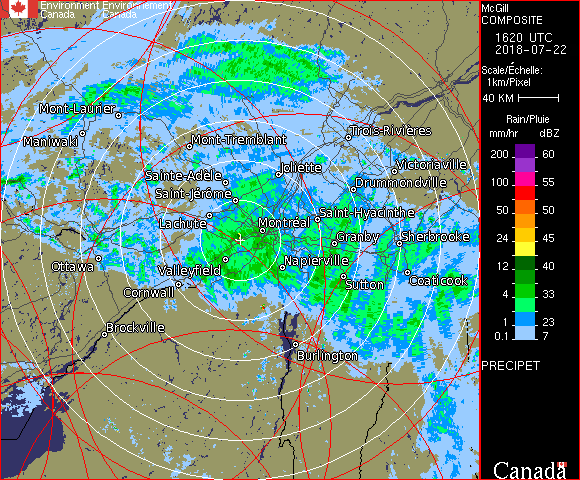 Environment Environnement
Canada Canada
McGill
COMPOSITE
1620 UTC
2018-07-22
Scale/Échelle:
1km/Pixel
40 KM
Rain/Pluie
mm/hr dBZ
200 60
100 55
50 50
24 45
12 40
4 33
1 23
0.1 7
PRECIPET
Mont-Laurier
Maniwaki
Mont-Tremblant
Trois-Rivières
Sainte-Adèle
Joliette
Victoriaville
Saint-Jérôme
Drummondville
Lachute
Saint-Hyacinthe
Montréal
Granby
Sherbrooke
Ottawa
Valleyfield
Napierville
Sutton
Coaticook
Cornwall
Brockville
Burlington
Canada